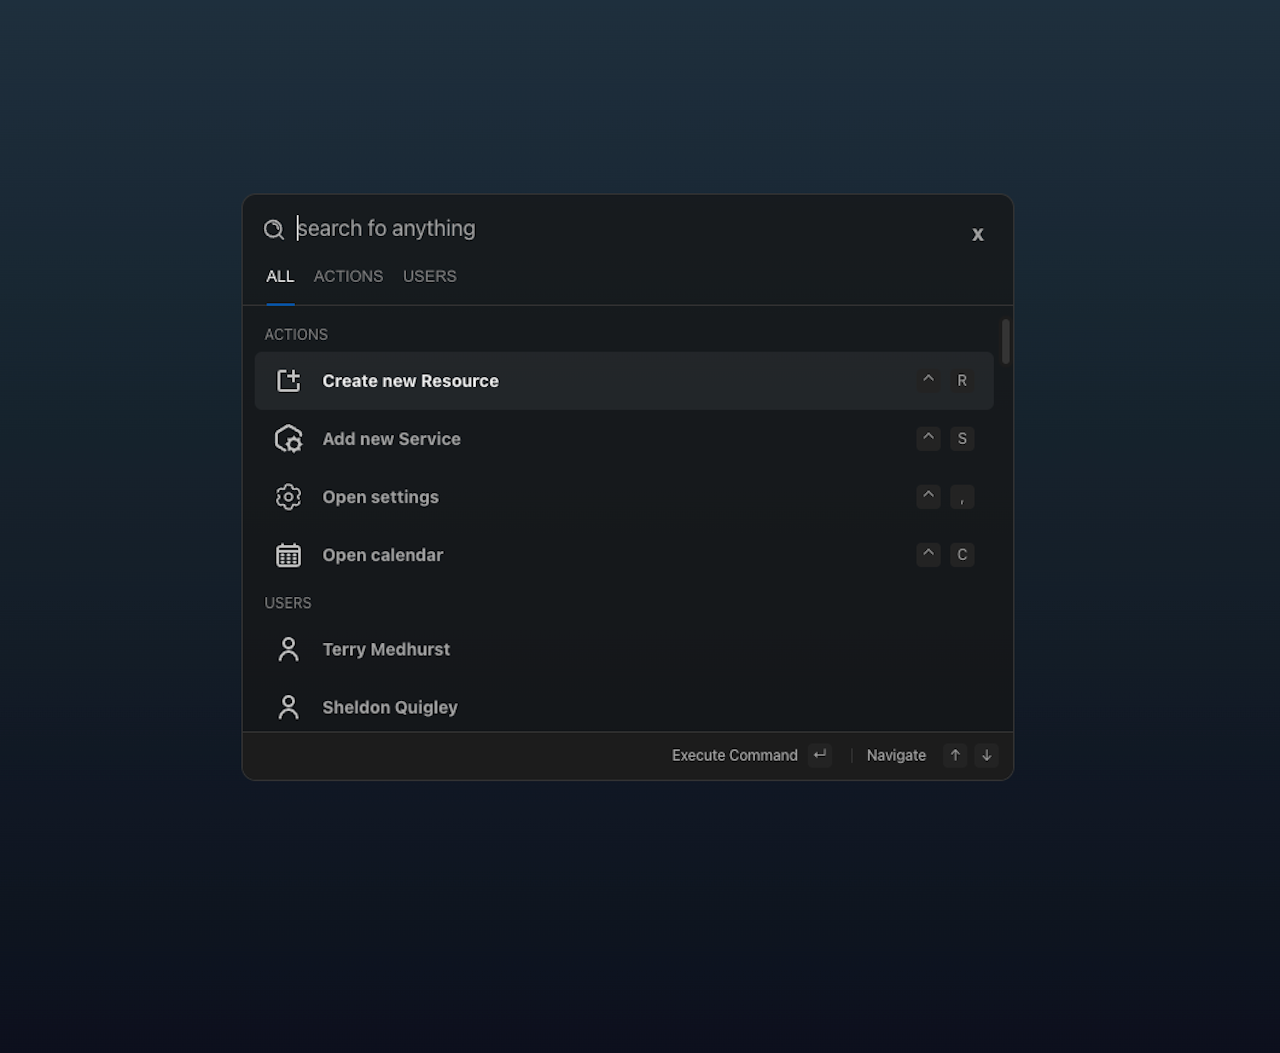 search fo anything
x
ALL ACTIONS USERS
ACTIONS
Create new Resource ^ R
Add new Service ^ S
Open settings ^ ,
Open calendar ^ C
USERS
Terry Medhurst
Sheldon Quigley
Execute Command ↵ | Navigate ↑ ↓